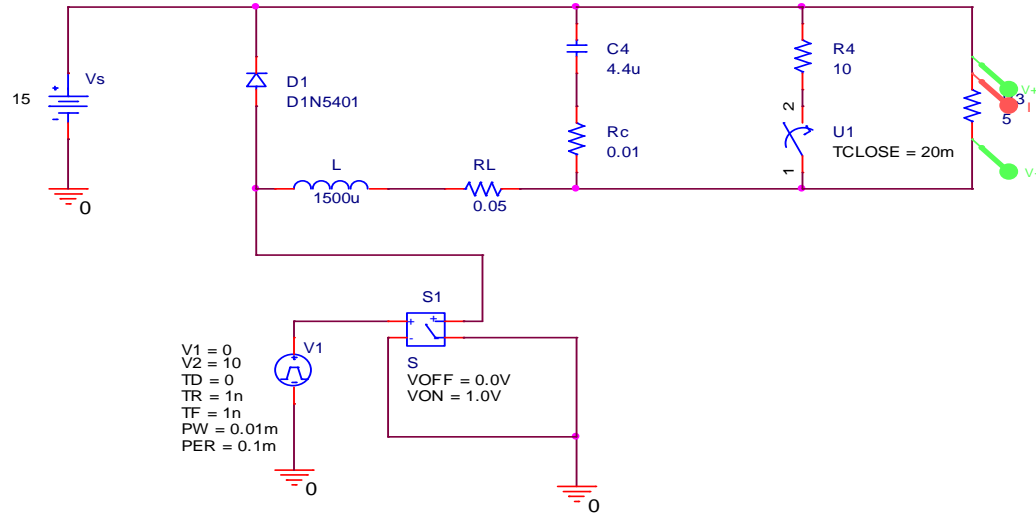 Vs
15
0
D1
D1N5401
C4
4.4u
Rc
0.01
R4
10
2
U1
TCLOSE = 20m
1
V+
I
3
5
V-
L
1500u
RL
0.05
S1
S
VOFF = 0.0V
VON = 1.0V
V1
V1 = 0
V2 = 10
TD = 0
TR = 1n
TF = 1n
PW = 0.01m
PER = 0.1m
0
0